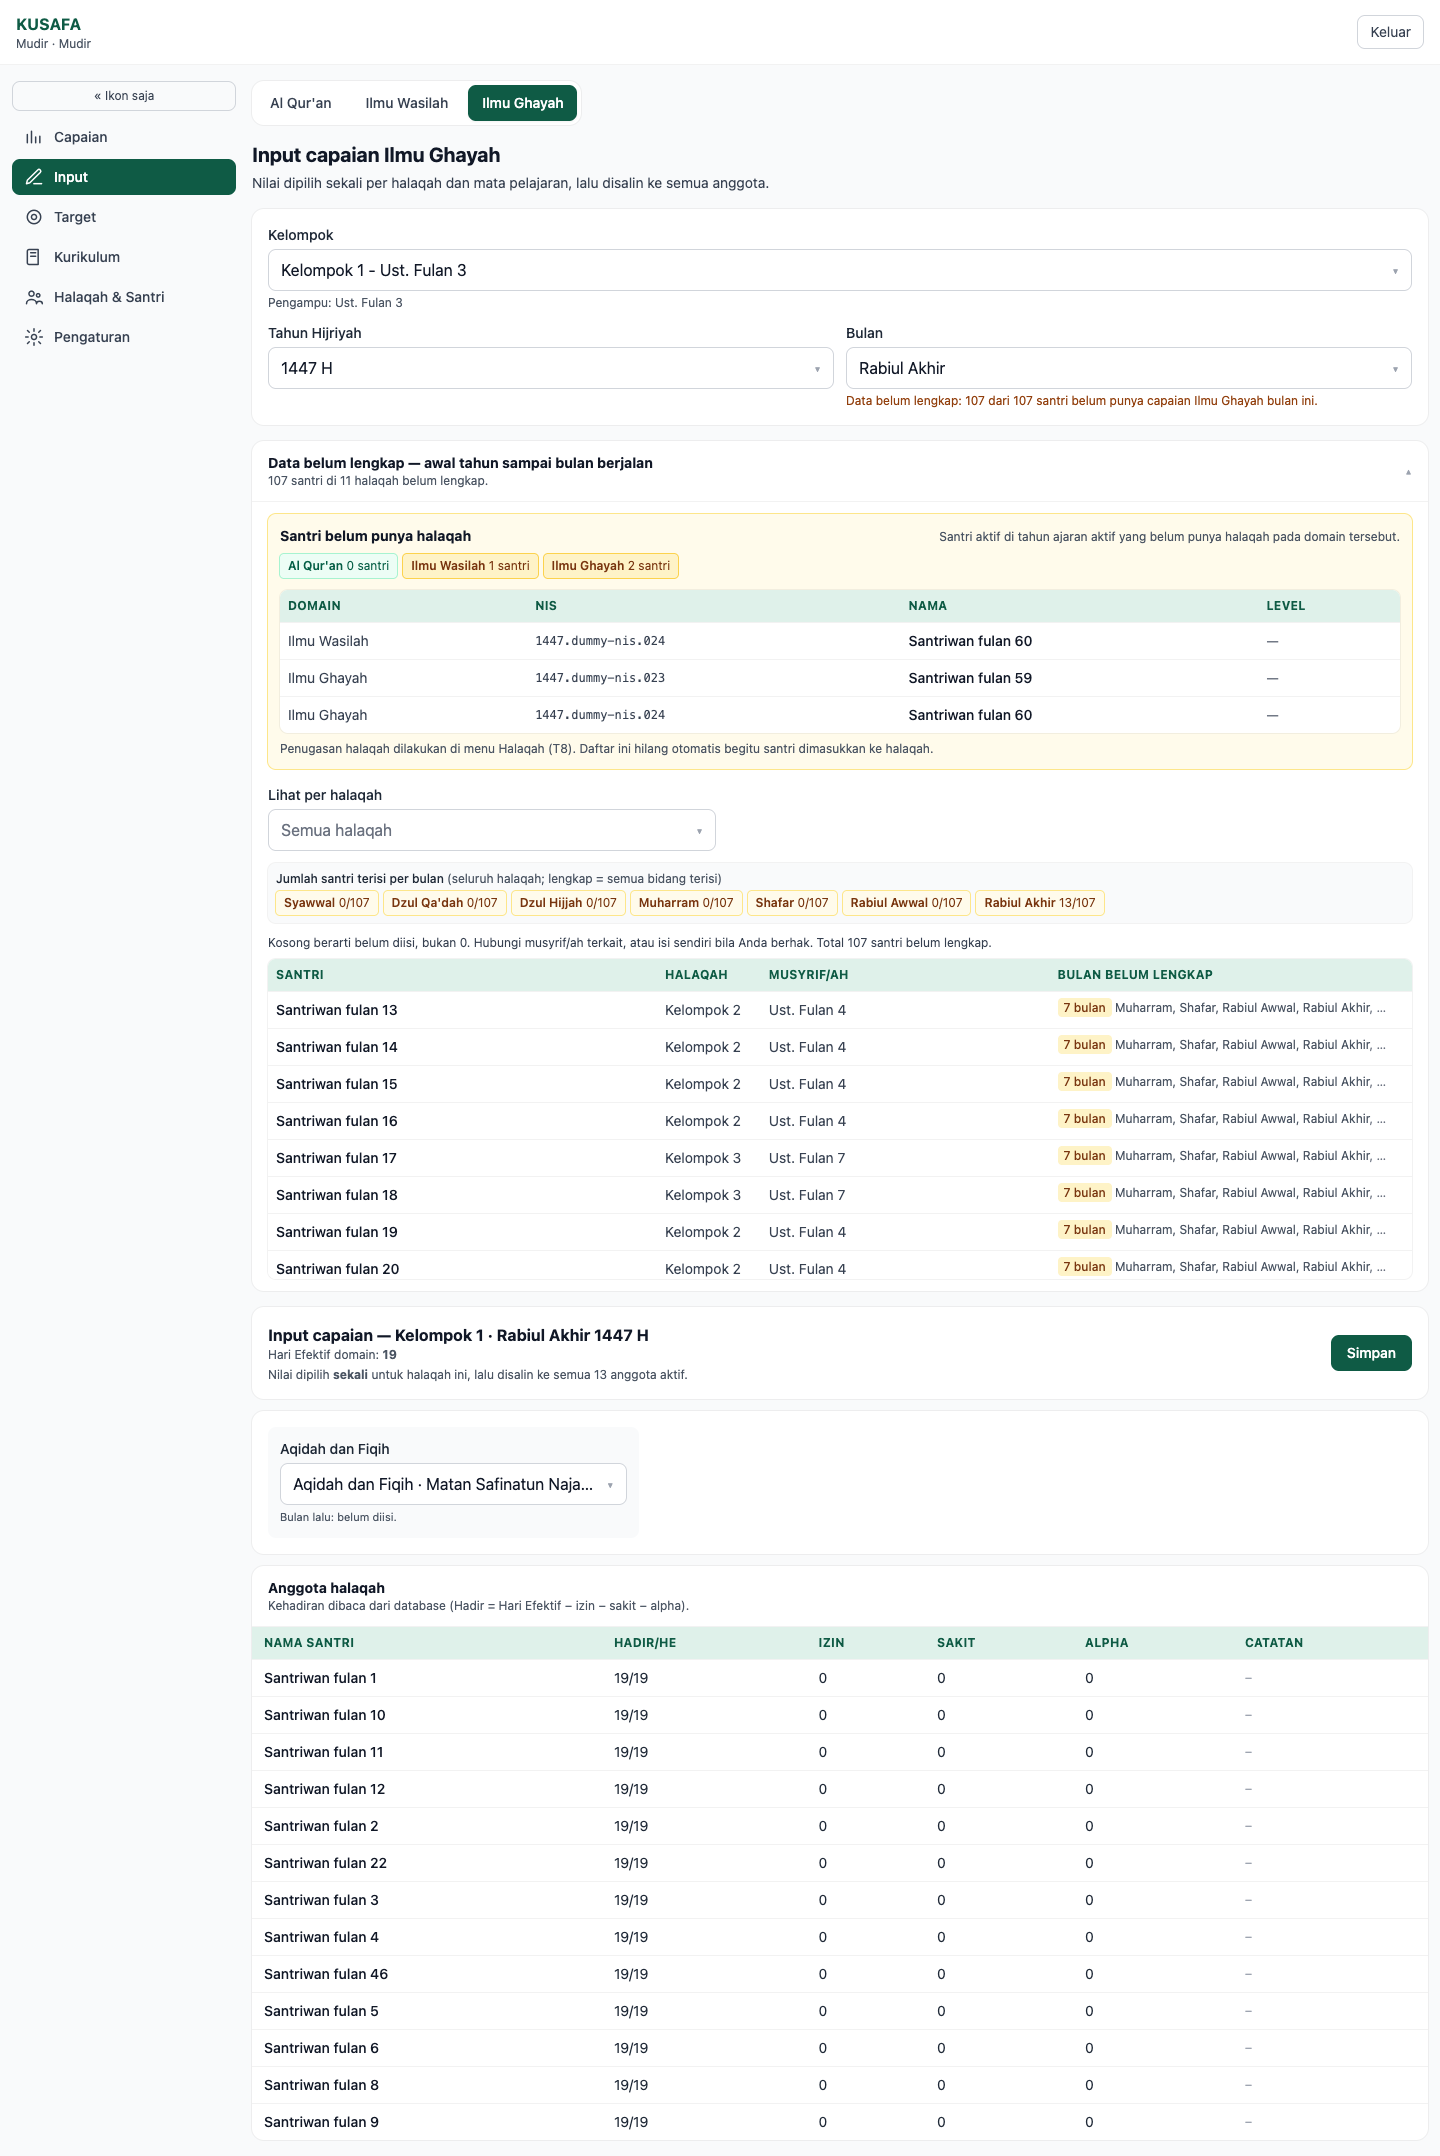 KUSAFA
Mudir · Mudir
Keluar
« Ikon saja
Capaian
Input
Target
Kurikulum
Halaqah & Santri
Pengaturan
Al Qur'an Ilmu Wasilah Ilmu Ghayah
Input capaian Ilmu Ghayah
Nilai dipilih sekali per halaqah dan mata pelajaran, lalu disalin ke semua anggota.
Kelompok
Kelompok 1 - Ust. Fulan 3
Pengampu: Ust. Fulan 3
Tahun Hijriyah Bulan
1447 H Rabiul Akhir
Data belum lengkap: 107 dari 107 santri belum punya capaian Ilmu Ghayah bulan ini.
Data belum lengkap — awal tahun sampai bulan berjalan
107 santri di 11 halaqah belum lengkap.
Santri belum punya halaqah Santri aktif di tahun ajaran aktif yang belum punya halaqah pada domain tersebut.
Al Qur'an 0 santri Ilmu Wasilah 1 santri Ilmu Ghayah 2 santri
DOMAIN NIS NAMA LEVEL
Ilmu Wasilah 1447.dummy-nis.024 Santriwan fulan 60 —
Ilmu Ghayah 1447.dummy-nis.023 Santriwan fulan 59 —
Ilmu Ghayah 1447.dummy-nis.024 Santriwan fulan 60 —
Penugasan halaqah dilakukan di menu Halaqah (T8). Daftar ini hilang otomatis begitu santri dimasukkan ke halaqah.
Lihat per halaqah
Semua halaqah
Jumlah santri terisi per bulan (seluruh halaqah; lengkap = semua bidang terisi)
Syawwal 0/107 Dzul Qa'dah 0/107 Dzul Hijjah 0/107 Muharram 0/107 Shafar 0/107 Rabiul Awwal 0/107 Rabiul Akhir 13/107
Kosong berarti belum diisi, bukan 0. Hubungi musyrif/ah terkait, atau isi sendiri bila Anda berhak. Total 107 santri belum lengkap.
SANTRI HALAQAH MUSYRIF/AH BULAN BELUM LENGKAP
Santriwan fulan 13 Kelompok 2 Ust. Fulan 4 7 bulan Muharram, Shafar, Rabiul Awwal, Rabiul Akhir, ...
Santriwan fulan 14 Kelompok 2 Ust. Fulan 4 7 bulan Muharram, Shafar, Rabiul Awwal, Rabiul Akhir, ...
Santriwan fulan 15 Kelompok 2 Ust. Fulan 4 7 bulan Muharram, Shafar, Rabiul Awwal, Rabiul Akhir, ...
Santriwan fulan 16 Kelompok 2 Ust. Fulan 4 7 bulan Muharram, Shafar, Rabiul Awwal, Rabiul Akhir, ...
Santriwan fulan 17 Kelompok 3 Ust. Fulan 7 7 bulan Muharram, Shafar, Rabiul Awwal, Rabiul Akhir, ...
Santriwan fulan 18 Kelompok 3 Ust. Fulan 7 7 bulan Muharram, Shafar, Rabiul Awwal, Rabiul Akhir, ...
Santriwan fulan 19 Kelompok 2 Ust. Fulan 4 7 bulan Muharram, Shafar, Rabiul Awwal, Rabiul Akhir, ...
Santriwan fulan 20 Kelompok 2 Ust. Fulan 4 7 bulan Muharram, Shafar, Rabiul Awwal, Rabiul Akhir, ...
Input capaian — Kelompok 1 · Rabiul Akhir 1447 H
Hari Efektif domain: 19
Nilai dipilih sekali untuk halaqah ini, lalu disalin ke semua 13 anggota aktif.
Simpan
Aqidah dan Fiqih
Aqidah dan Fiqih · Matan Safinatun Naja...
Bulan lalu: belum diisi.
Anggota halaqah
Kehadiran dibaca dari database (Hadir = Hari Efektif − izin − sakit − alpha).
NAMA SANTRI HADIR/HE IZIN SAKIT ALPHA CATATAN
Santriwan fulan 1 19/19 0 0 0 –
Santriwan fulan 10 19/19 0 0 0 –
Santriwan fulan 11 19/19 0 0 0 –
Santriwan fulan 12 19/19 0 0 0 –
Santriwan fulan 2 19/19 0 0 0 –
Santriwan fulan 22 19/19 0 0 0 –
Santriwan fulan 3 19/19 0 0 0 –
Santriwan fulan 4 19/19 0 0 0 –
Santriwan fulan 46 19/19 0 0 0 –
Santriwan fulan 5 19/19 0 0 0 –
Santriwan fulan 6 19/19 0 0 0 –
Santriwan fulan 8 19/19 0 0 0 –
Santriwan fulan 9 19/19 0 0 0 –